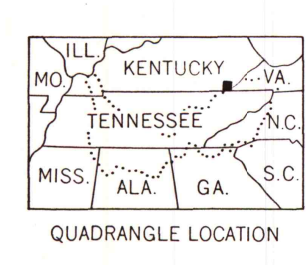 ILL.
MO.
KENTUCKY
VA.
TENNESSEE
N.C.
MISS.
ALA.
GA.
S.C.
QUADRANGLE LOCATION